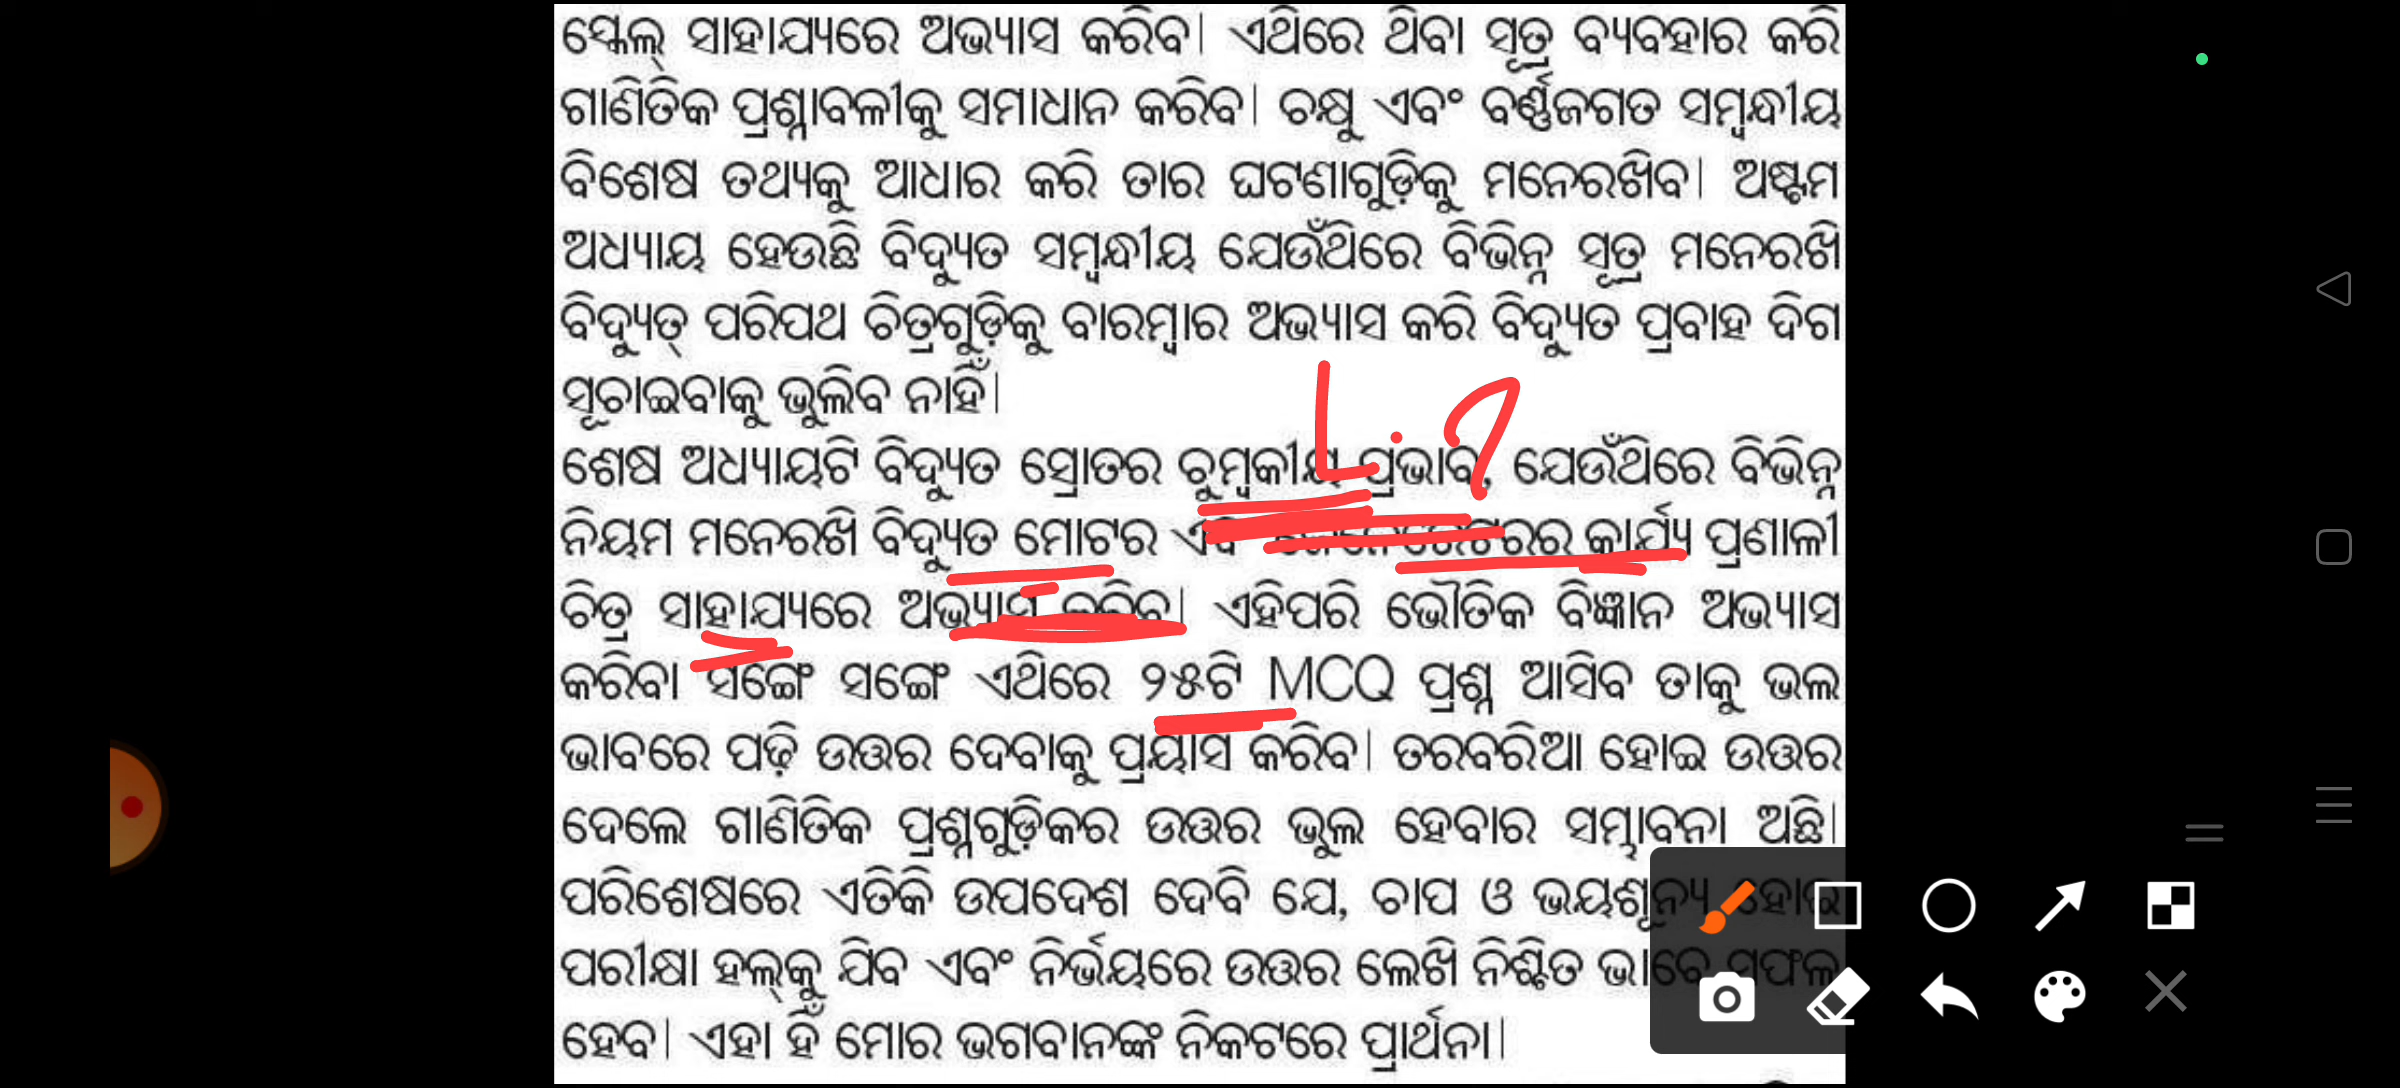 ସ୍କେଲ୍ ସାହାଯ୍ୟରେ ଅଭ୍ୟାସ କରିବ। ଏଥିରେ ଥିବା ସୂତ୍ର ବ୍ୟବହାର କରି
ଗାଣିତିକ ପ୍ରଶ୍ନାବଳୀକୁ ସମାଧାନ କରିବ। ଚକ୍ଷୁ ଏବଂ ବର୍ଣ୍ଣଜଗତ ସମ୍ବନ୍ଧୀୟ
ବିଶେଷ ତଥ୍ୟକୁ ଆଧାର କରି ତାର ଘଟଣାଗୁଡ଼ିକୁ ମନେରଖିବ। ଅଷ୍ଟମ
ଅଧ୍ୟାୟ ହେଉଛି ବିଦ୍ୟୁତ ସମ୍ବନ୍ଧୀୟ ଯେଉଁଥିରେ ବିଭିନ୍ନ ସୂତ୍ର ମନେରଖି
ବିଦ୍ୟୁତ୍ ପରିପଥ ଚିତ୍ରଗୁଡ଼ିକୁ ବାରମ୍ବାର ଅଭ୍ୟାସ କରି ବିଦ୍ୟୁତ ପ୍ରବାହ ଦିଗ
ସୂଚାଇବାକୁ ଭୁଲିବ ନାହିଁ।
ଶେଷ ଅଧ୍ୟାୟଟି ବିଦ୍ୟୁତ ସ୍ରୋତର ଚୁମ୍ବକୀୟ ପ୍ରଭାବ, ଯେଉଁଥିରେ ବିଭିନ୍ନ
ନିୟମ ମନେରଖି ବିଦ୍ୟୁତ ମୋଟର ଏବଂ ଜେନେରେଟରର କାର୍ଯ୍ୟ ପ୍ରଣାଳୀ
ଚିତ୍ର ସାହାଯ୍ୟରେ ଅଭ୍ୟାସ କରିବ। ଏହିପରି ଭୌତିକ ବିଜ୍ଞାନ ଅଭ୍ୟାସ
କରିବା ସଙ୍ଗେ ସଙ୍ଗେ ଏଥିରେ ୨୫ଟି MCQ ପ୍ରଶ୍ନ ଆସିବ ତାକୁ ଭଲ
ଭାବରେ ପଢ଼ି ଉତ୍ତର ଦେବାକୁ ପ୍ରୟାସ କରିବ। ତରବରିଆ ହୋଇ ଉତ୍ତର
ଦେଲେ ଗାଣିତିକ ପ୍ରଶ୍ନଗୁଡ଼ିକର ଉତ୍ତର ଭୁଲ ହେବାର ସମ୍ଭାବନା ଅଛି।
ପରିଶେଷରେ ଏତିକି ଉପଦେଶ ଦେବି ଯେ, ଚାପ ଓ ଭୟଶୂନ୍ୟ ହୋଇ
ପରୀକ୍ଷା ହଲ୍‌କୁ ଯିବ ଏବଂ ନିର୍ଭୟରେ ଉତ୍ତର ଲେଖି ନିଶ୍ଚିତ ଭାବେ ସଫଳ
ହେବ। ଏହା ହିଁ ମୋର ଭଗବାନଙ୍କ ନିକଟରେ ପ୍ରାର୍ଥନା।